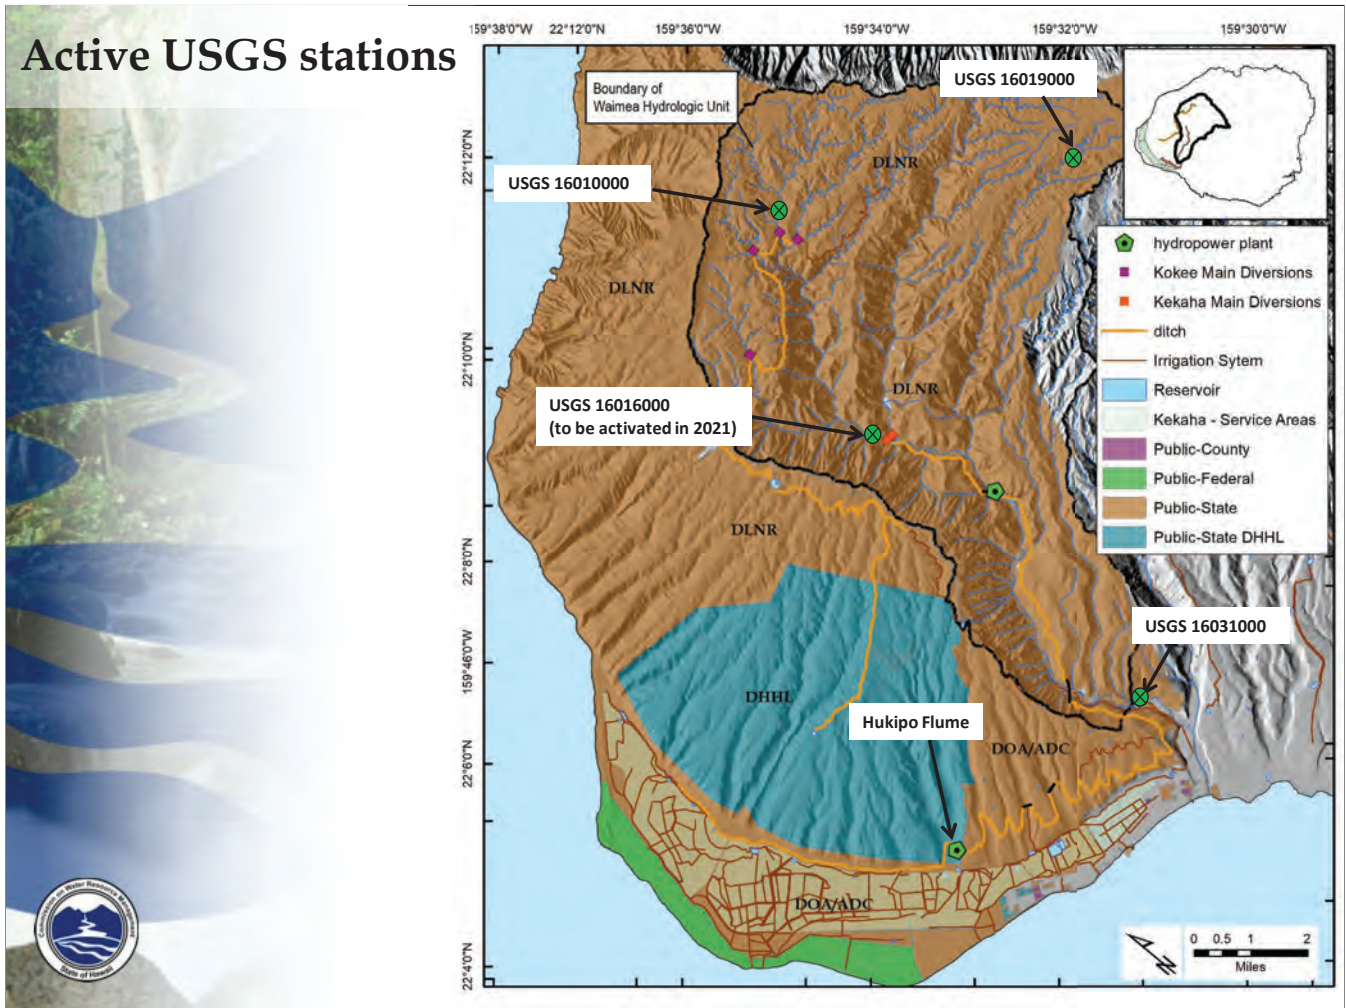 Active USGS stations
159°38'0"W
22°12'0"N
159°36'0"W
159°34'0"W
159°32'0"W
159°30'0"W
Boundary of
Waimea Hydrologic Unit
USGS 16019000
DLNR
USGS 16010000
DLNR
22°12'0"N
22°10'0"N
22°8'0"N
159°46'0"W
22°6'0"N
22°4'0"N
hydropower plant
Kokee Main Diversions
Kekaha Main Diversions
ditch
Irrigation Sytem
Reservoir
Kekaha - Service Areas
Public-County
Public-Federal
Public-State
Public-State DHHL
DLNR
USGS 16016000
(to be activated in 2021)
DLNR
USGS 16031000
DHHL
Hukipo Flume
DOA/ADC
DOA/ADC
Commission on Water Resource Management
State of Hawaii
0 0.5 1 2
Miles